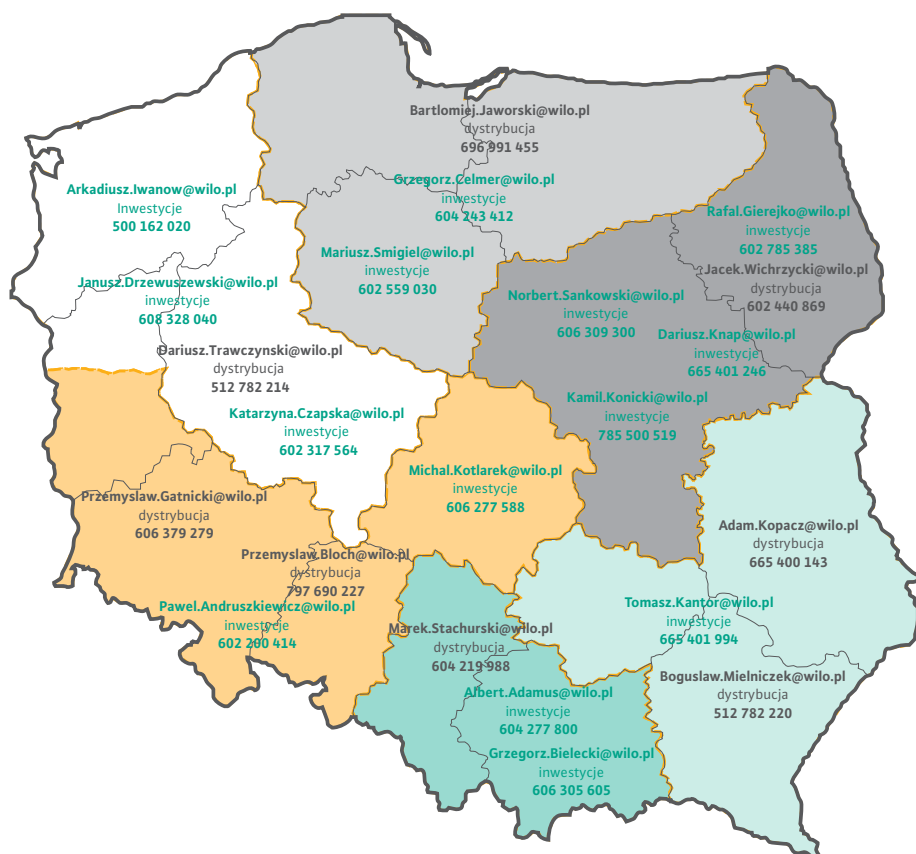 Bartlomiej.Jaworski@wilo.pl
dystrybucja
696 991 455
Grzegorz.Celmer@wilo.pl
inwestycje
604 243 412
Arkadiusz.Iwanow@wilo.pl
Inwestycje
500 162 020
Rafal.Gierejko@wilo.pl
inwestycje
602 785 385
Mariusz.Smigiel@wilo.pl
inwestycje
602 559 030
Jacek.Wichrzycki@wilo.pl
dystrybucja
602 440 869
Janusz.Drzewuszewski@wilo.pl
inwestycje
608 328 040
Norbert.Sankowski@wilo.pl
inwestycje
606 309 300
Dariusz.Knap@wilo.pl
inwestycje
665 401 246
Dariusz.Trawczynski@wilo.pl
dystrybucja
512 782 214
Kamil.Konicki@wilo.pl
inwestycje
785 500 519
Katarzyna.Czapska@wilo.pl
inwestycje
602 317 564
Michal.Kotlarek@wilo.pl
inwestycje
606 277 588
Przemyslaw.Gatnicki@wilo.pl
dystrybucja
606 379 279
Adam.Kopacz@wilo.pl
dystrybucja
665 400 143
Przemyslaw.Bloch@wilo.pl
dystrybucja
797 690 227
Pawel.Andruszkiewicz@wilo.pl
inwestycje
602 260 414
Tomasz.Kantor@wilo.pl
inwestycje
665 401 994
Marek.Stachurski@wilo.pl
dystrybucja
604 219 988
Boguslaw.Mielniczek@wilo.pl
dystrybucja
512 782 220
Albert.Adamus@wilo.pl
inwestycje
604 277 800
Grzegorz.Bielecki@wilo.pl
inwestycje
606 305 605